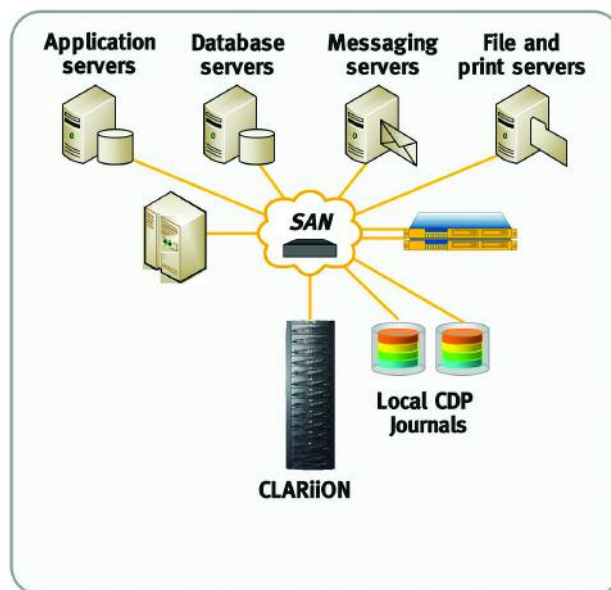 Application
servers
Database
servers
Messaging
servers
File and
print servers
SAN
Local CDP
Journals
CLARiiON